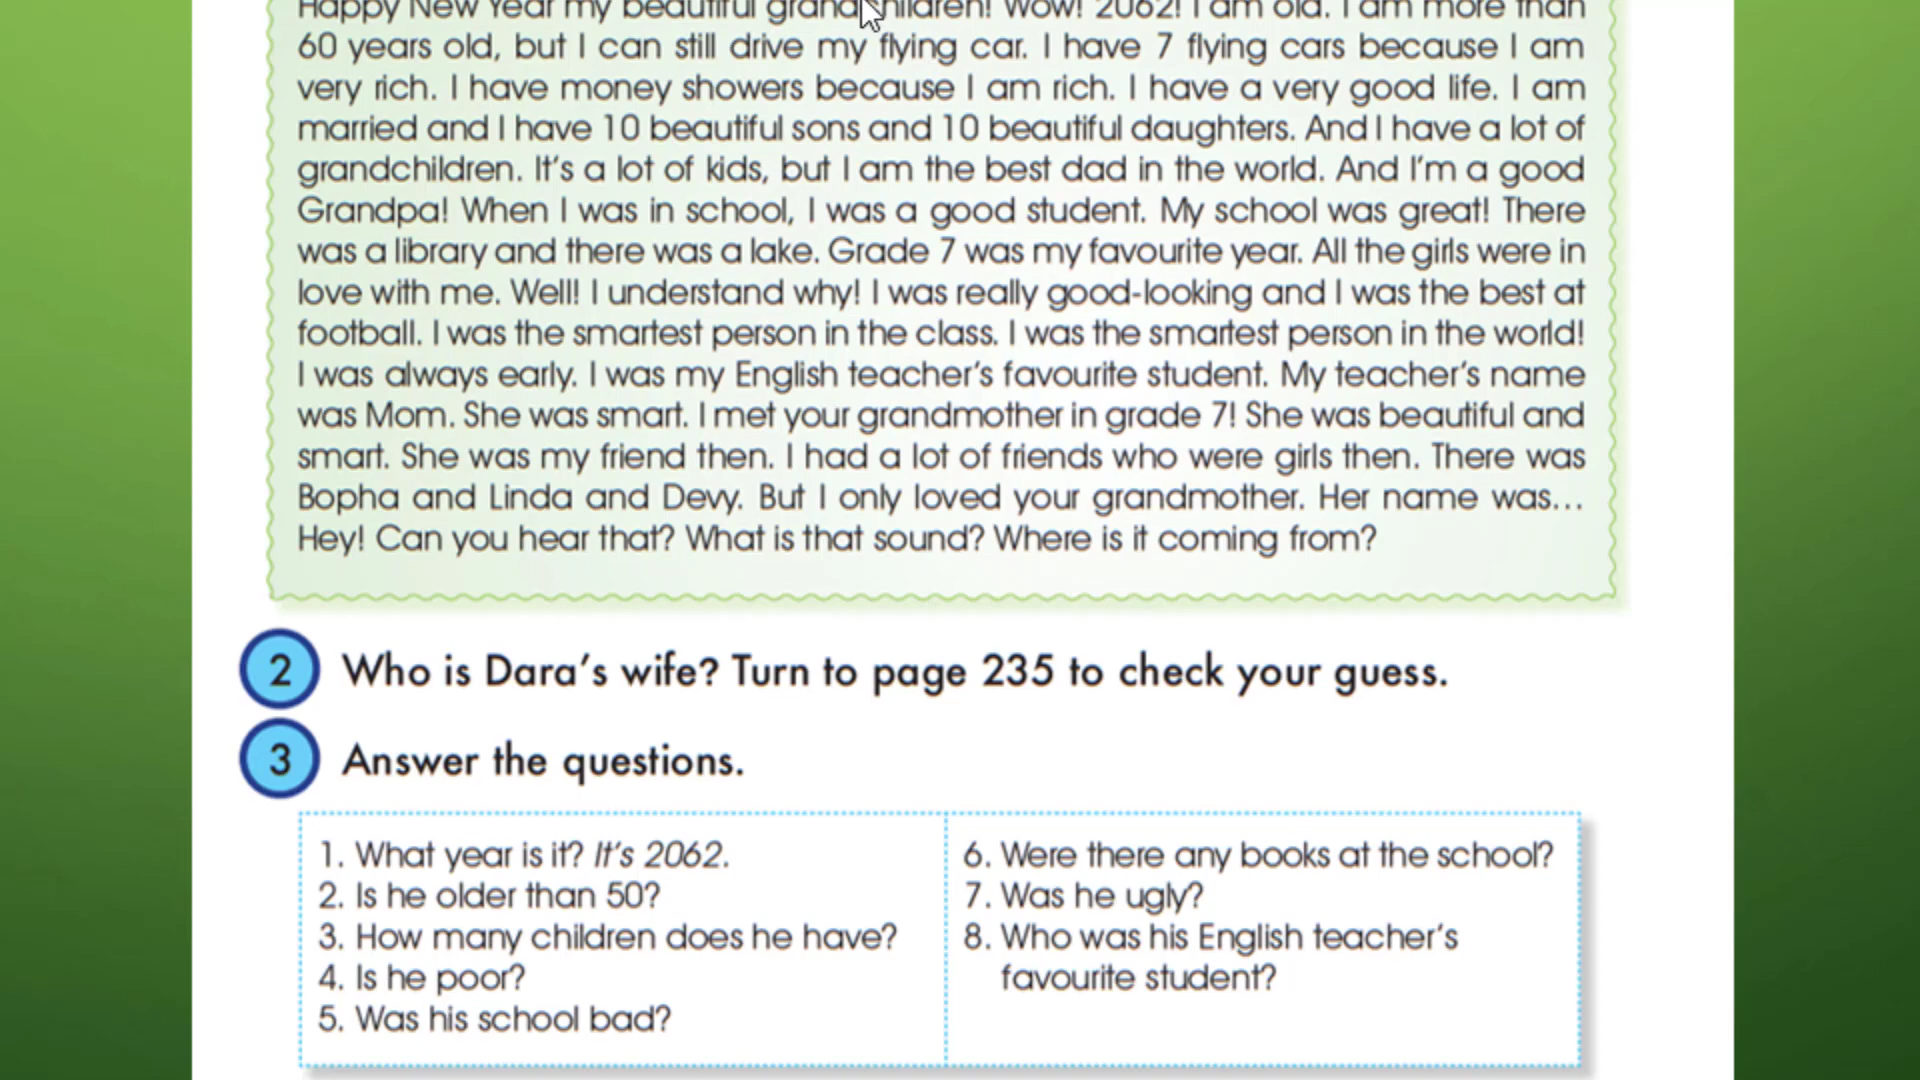 Happy New Year my beautiful grandchildren! Wow! 2062! I am old. I am more than
60 years old, but I can still drive my flying car. I have 7 flying cars because I am
very rich. I have money showers because I am rich. I have a very good life. I am
married and I have 10 beautiful sons and 10 beautiful daughters. And I have a lot of
grandchildren. It's a lot of kids, but I am the best dad in the world. And I'm a good
Grandpa! When I was in school, I was a good student. My school was great! There
was a library and there was a lake. Grade 7 was my favourite year. All the girls were in
love with me. Well! I understand why! I was really good-looking and I was the best at
football. I was the smartest person in the class. I was the smartest person in the world!
I was always early. I was my English teacher's favourite student. My teacher's name
was Mom. She was smart. I met your grandmother in grade 7! She was beautiful and
smart. She was my friend then. I had a lot of friends who were girls then. There was
Bopha and Linda and Devy. But I only loved your grandmother. Her name was...
Hey! Can you hear that? What is that sound? Where is it coming from?
2 Who is Dara's wife? Turn to page 235 to check your guess.
3 Answer the questions.
1. What year is it? It's 2062.
2. Is he older than 50?
3. How many children does he have?
4. Is he poor?
5. Was his school bad?
6. Were there any books at the school?
7. Was he ugly?
8. Who was his English teacher's
favourite student?